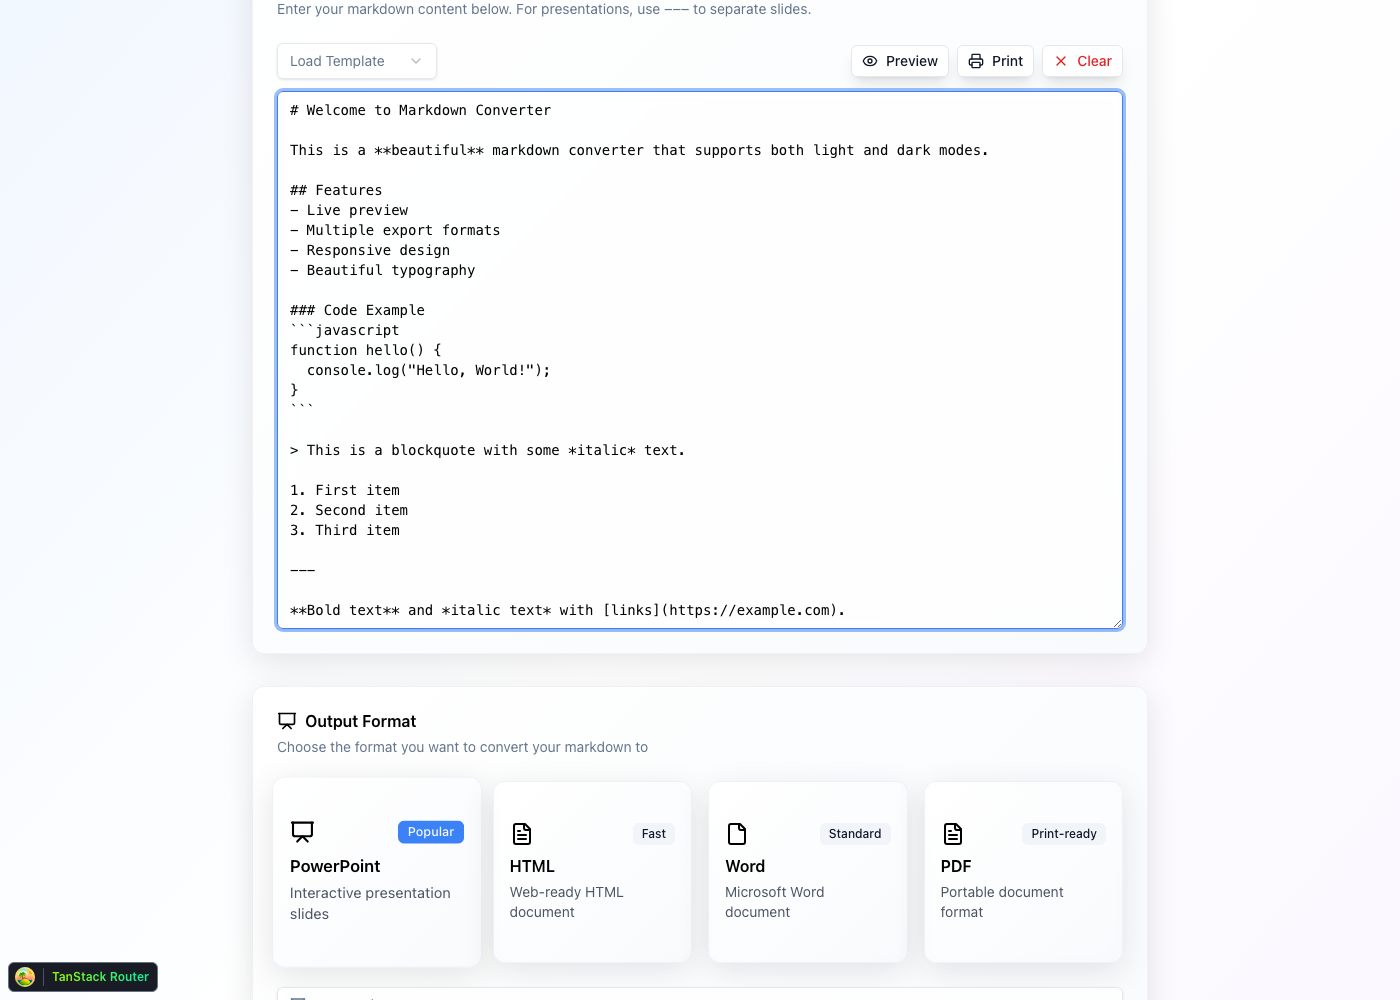 Enter your markdown content below. For presentations, use --- to separate slides.
Load Template
Preview
Print
Clear
# Welcome to Markdown Converter

This is a **beautiful** markdown converter that supports both light and dark modes.

## Features
- Live preview
- Multiple export formats
- Responsive design
- Beautiful typography

### Code Example
```javascript
function hello() {
  console.log("Hello, World!");
}
```

> This is a blockquote with some *italic* text.

1. First item
2. Second item
3. Third item

---

**Bold text** and *italic text* with [links](https://example.com).
Output Format
Choose the format you want to convert your markdown to
Popular
PowerPoint
Interactive presentation
slides
Fast
HTML
Web-ready HTML
document
Standard
Word
Microsoft Word
document
Print-ready
PDF
Portable document
format
TanStack Router